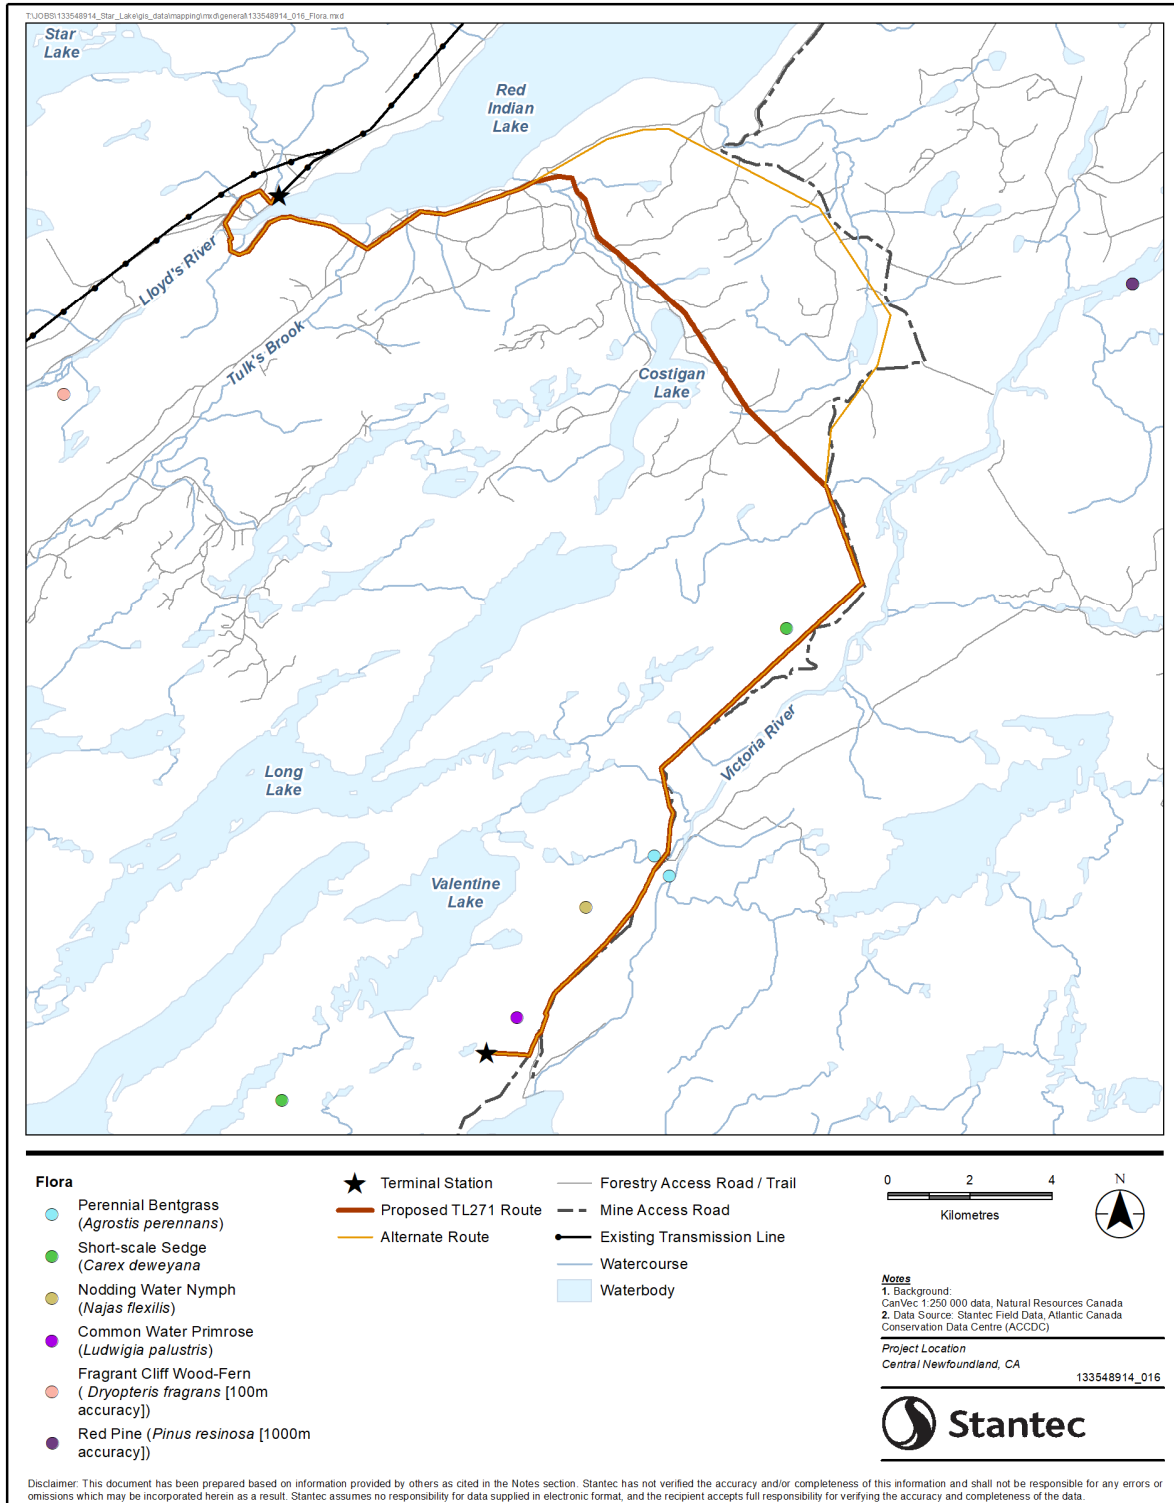 T:\JOBS\133548914_Star_Lake\gis_data\mapping\mxd\general\133548914_016_Flora.mxd
Star
Lake
Red
Indian
Lake
Lloyd's River
Tulk's Brook
Costigan
Lake
Victoria River
Long
Lake
Valentine
Lake
Flora
Perennial Bentgrass
(Agrostis perennans)
Short-scale Sedge
(Carex deweyana
Nodding Water Nymph
(Najas flexilis)
Common Water Primrose
(Ludwigia palustris)
Fragrant Cliff Wood-Fern
( Dryopteris fragrans [100m
accuracy])
Red Pine (Pinus resinosa [1000m
accuracy])
Terminal Station
Proposed TL271 Route
Alternate Route
Forestry Access Road / Trail
Mine Access Road
Existing Transmission Line
Watercourse
Waterbody
0 2 4
Kilometres
N
Notes
1. Background:
CanVec 1:250 000 data, Natural Resources Canada
2. Data Source: Stantec Field Data, Atlantic Canada
Conservation Data Centre (ACCDC)
Project Location
Central Newfoundland, CA
133548914_016
Stantec
Disclaimer: This document has been prepared based on information provided by others as cited in the Notes section. Stantec has not verified the accuracy and/or completeness of this information and shall not be responsible for any errors or
omissions which may be incorporated herein as a result. Stantec assumes no responsibility for data supplied in electronic format, and the recipient accepts full responsibility for verifying the accuracy and completeness of the data.